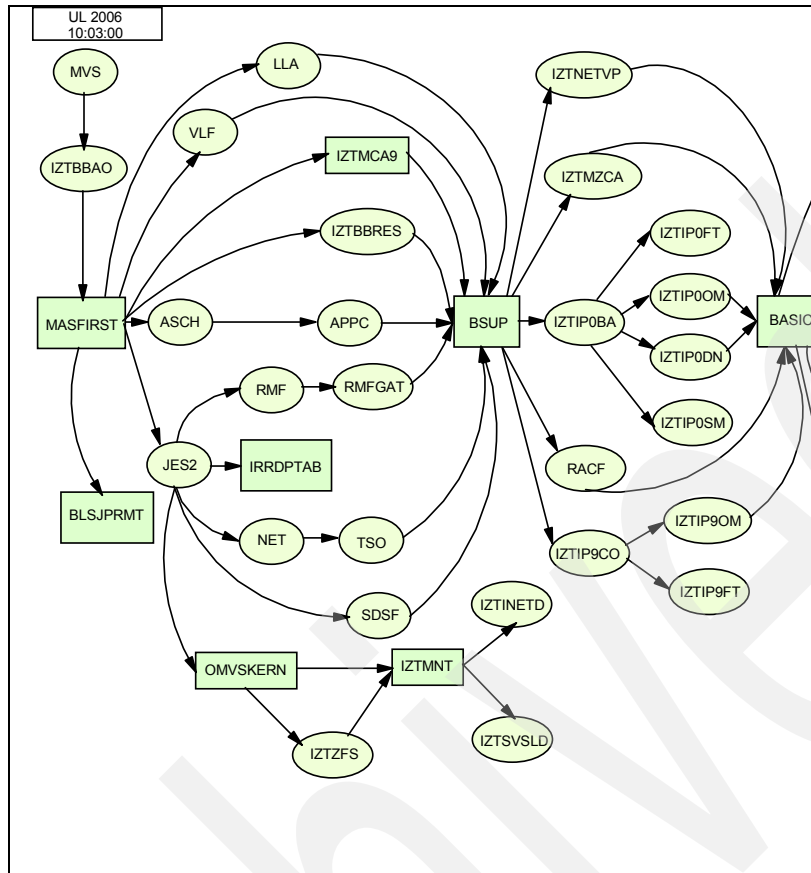 UL 2006
10:03:00
MVS
LLA
IZTNETVP
VLF
IZTBBAO
IZTMCA9
IZTMZCA
IZTBBRES
IZTIP0FT
MASFIRST
ASCH
APPC
BSUP
IZTIP0BA
IZTIP0OM
BASIC
IZTIP0DN
RMF
RMFGAT
IZTIP0SM
JES2
IRRDPTAB
RACF
BLSJPRMT
NET
TSO
IZTIP9CO
IZTIP9OM
IZTIP9FT
SDSF
IZTINETD
OMVSKERN
IZTMNT
IZTZFS
IZTSVSLD